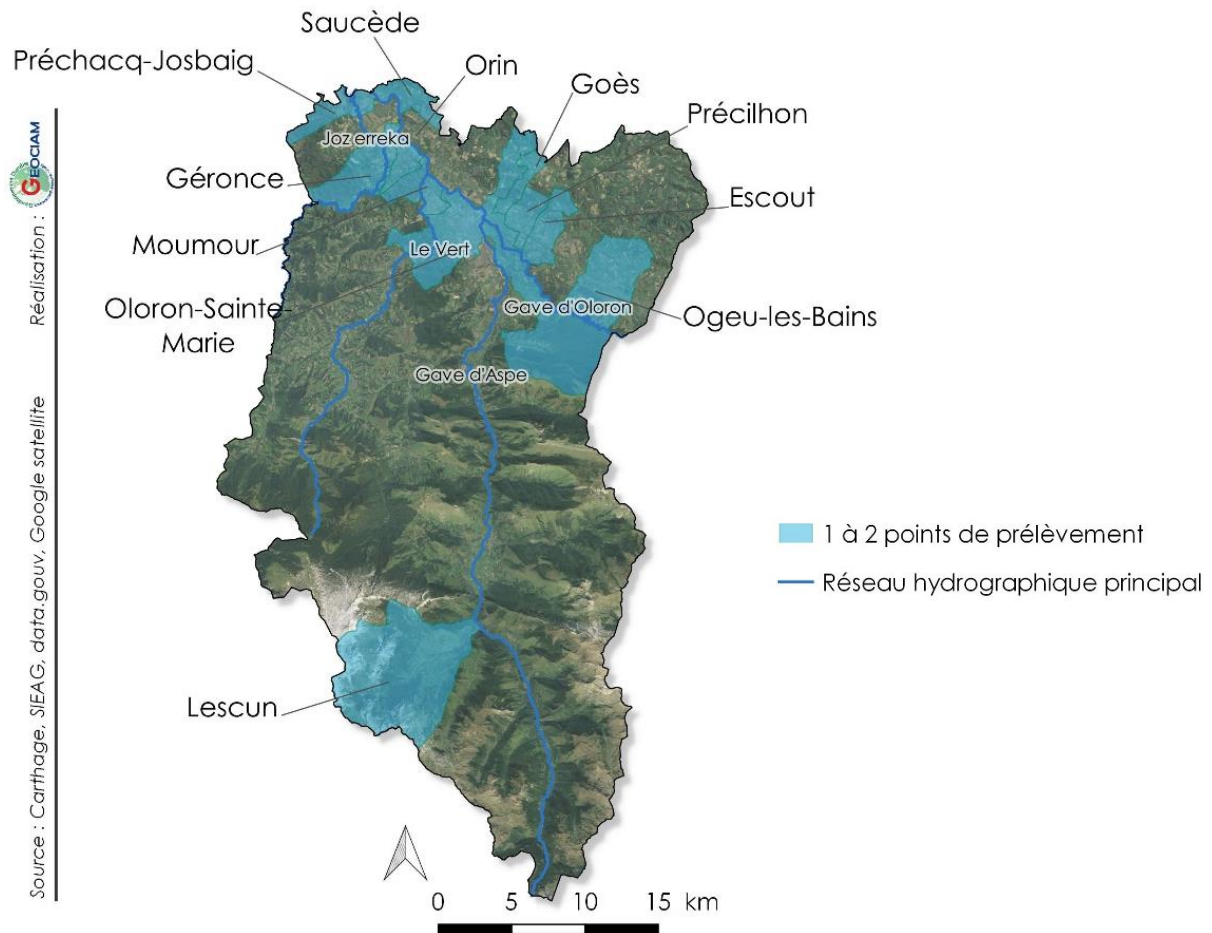 Saucède
Préchacq-Josbaig
Orin
Goès
Précilhon
Joz erreka
Géronce
Escout
Moumour
Le Vert
Oloron-Sainte-
Marie
Gave d'Oloron
Ogeu-les-Bains
Gave d'Aspe
Lescun
1 à 2 points de prélèvement
Réseau hydrographique principal
0 5 10 15 km
Source : Carthage, SIEAG, data.gouv, Google satellite
Réalisation :
GEOCIAM